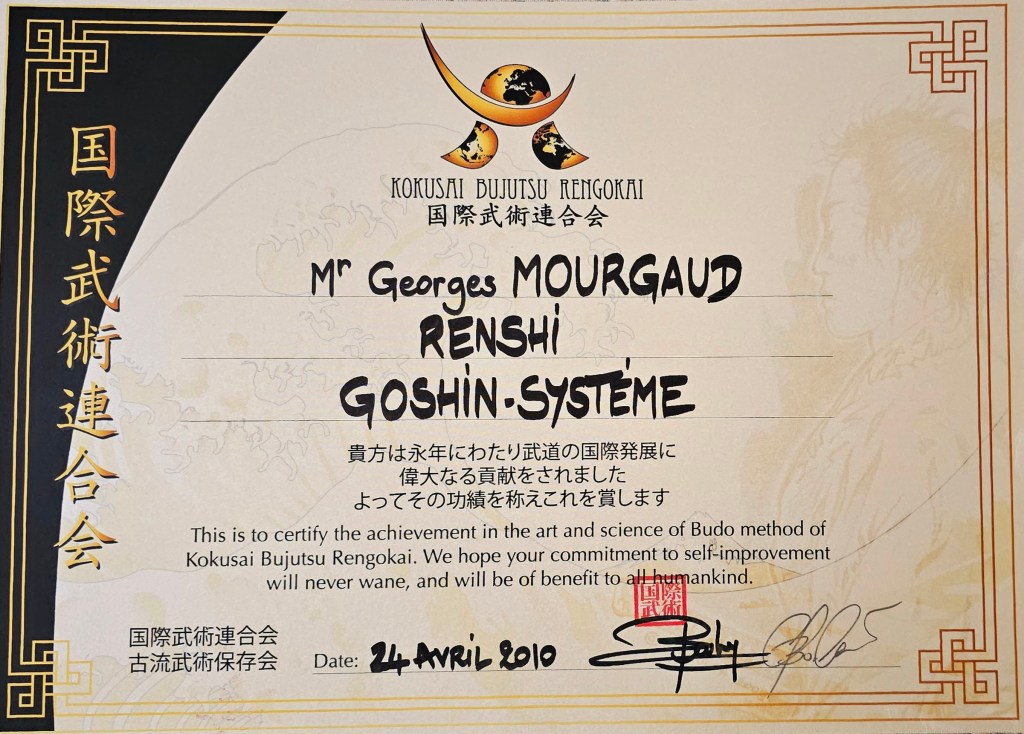 国際武術連合会
KOKUSAI BUJUTSU RENGOKAI
国際武術連合会
Mr Georges MOURGAUD
RENSHI
GOSHIN-SYSTÉME
貴方は永年にわたり武道の国際発展に
偉大なる貢献をされました
よってその功績を称えこれを賞します
This is to certify the achievement in the art and science of Budo method of
Kokusai Bujutsu Rengokai. We hope your commitment to self-improvement
will never wane, and will be of benefit to all humankind.
国際武術連合会
古流武術保存会
Date: 24 AVRIL 2010
国際
武術